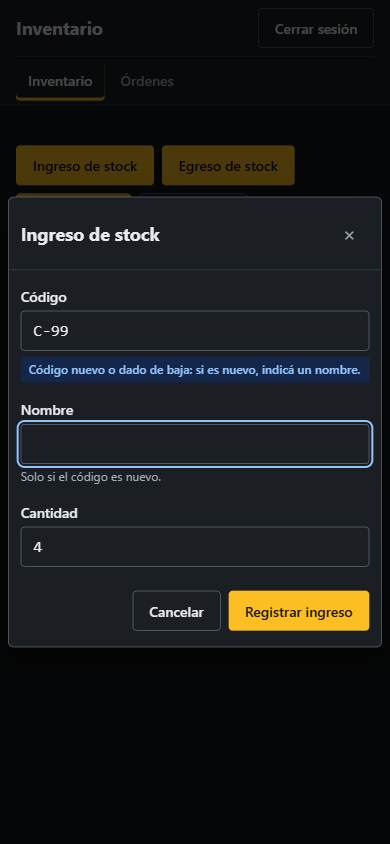 Inventario
Cerrar sesión
Inventario
Órdenes
Ingreso de stock
Egreso de stock
Ingreso de stock
×
Código
C-99
Código nuevo o dado de baja: si es nuevo, indicá un nombre.
Nombre
Solo si el código es nuevo.
Cantidad
4
Cancelar
Registrar ingreso